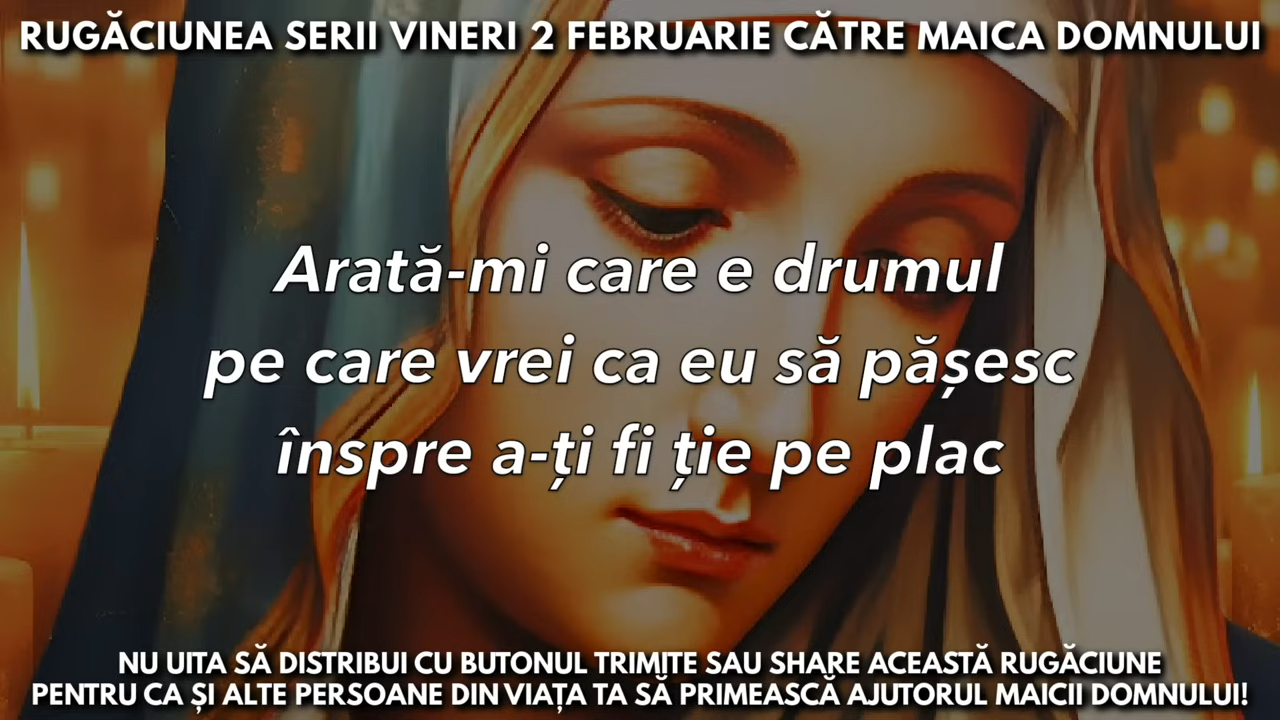 RUGĂCIUNEA SERII VINERI 2 FEBRUARIE CĂTRE MAICA DOMNULUI
Arată-mi care e drumul
pe care vrei ca eu să pășesc
înspre a-ți fi ție pe plac
NU UITA SĂ DISTRIBUI CU BUTONUL TRIMITE SAU SHARE ACEASTĂ RUGĂCIUNE
PENTRU CA ȘI ALTE PERSOANE DIN VIAȚA TA SĂ PRIMEASCĂ AJUTORUL MAICII DOMNULUI!